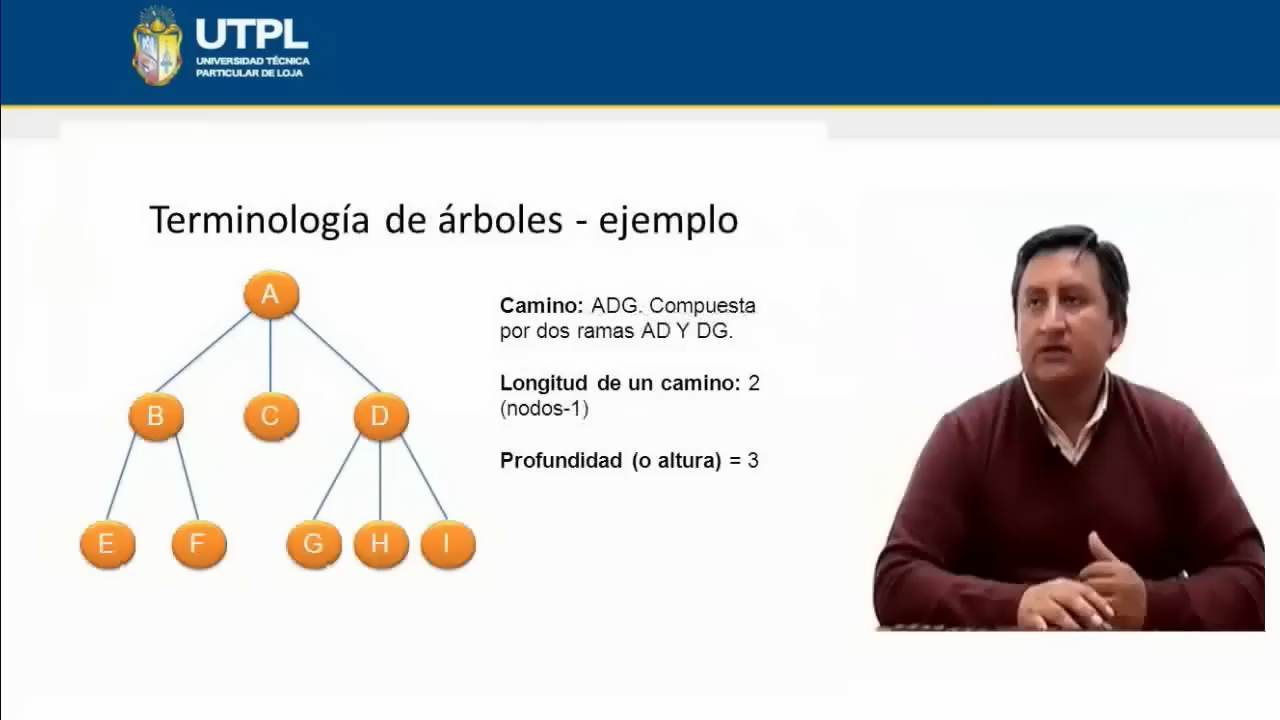 UTPL
UNIVERSIDAD TÉCNICA
PARTICULAR DE LOJA
Terminología de árboles - ejemplo
A
B
C
D
E
F
G
H
I
Camino: ADG. Compuesta
por dos ramas AD Y DG.
Longitud de un camino: 2
(nodos-1)
Profundidad (o altura) = 3